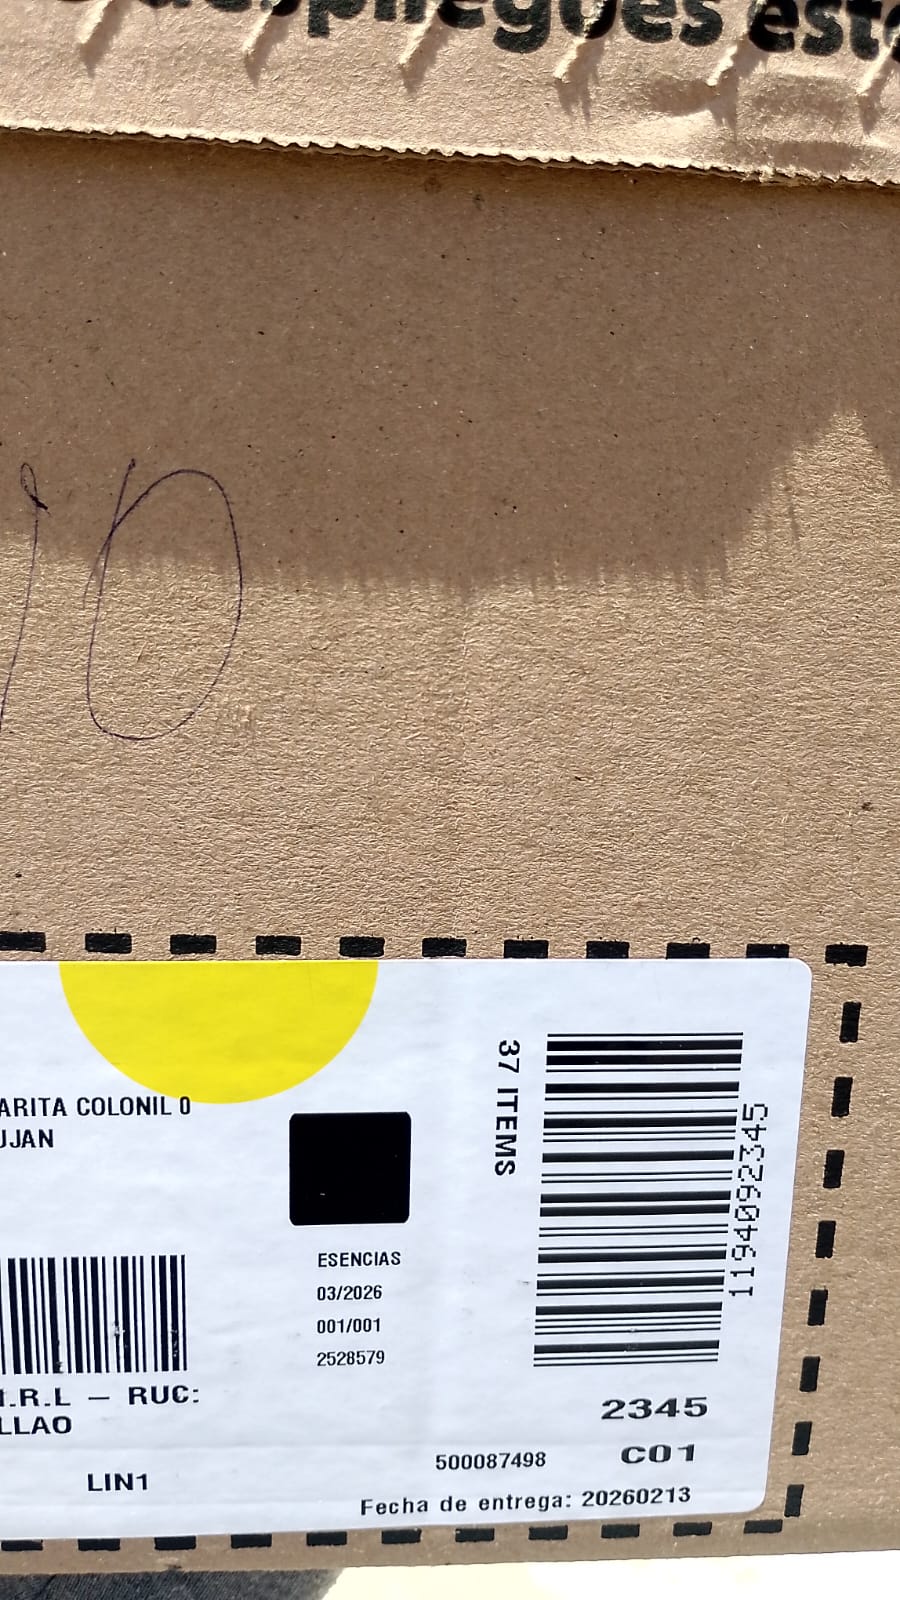 despliegues este
10
ARITA COLONIL 0
UJAN
ESENCIAS
03/2026
001/001
2528579
37 ITEMS
1194092345
I.R.L — RUC:
LLAO
LIN1
2345
C01
500087498
Fecha de entrega: 20260213